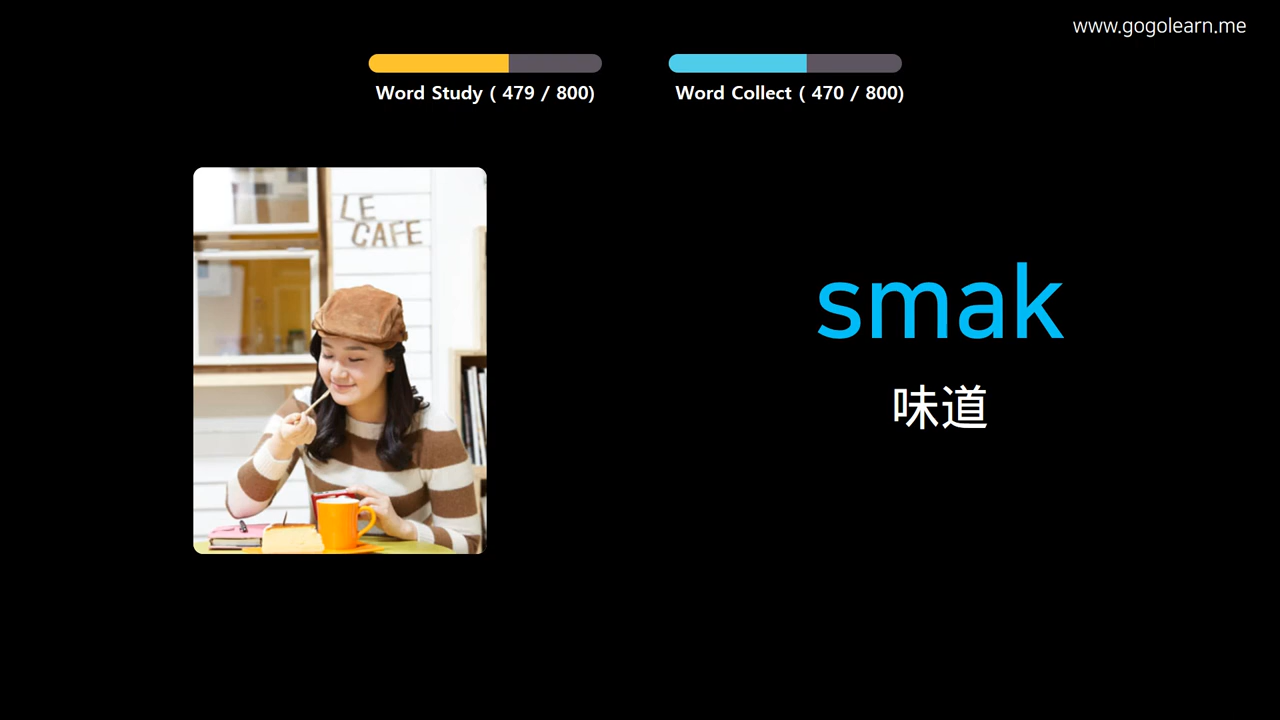 www.gogolearn.me
Word Study ( 479 / 800)
Word Collect ( 470 / 800)
LE
CAFE
smak
味道